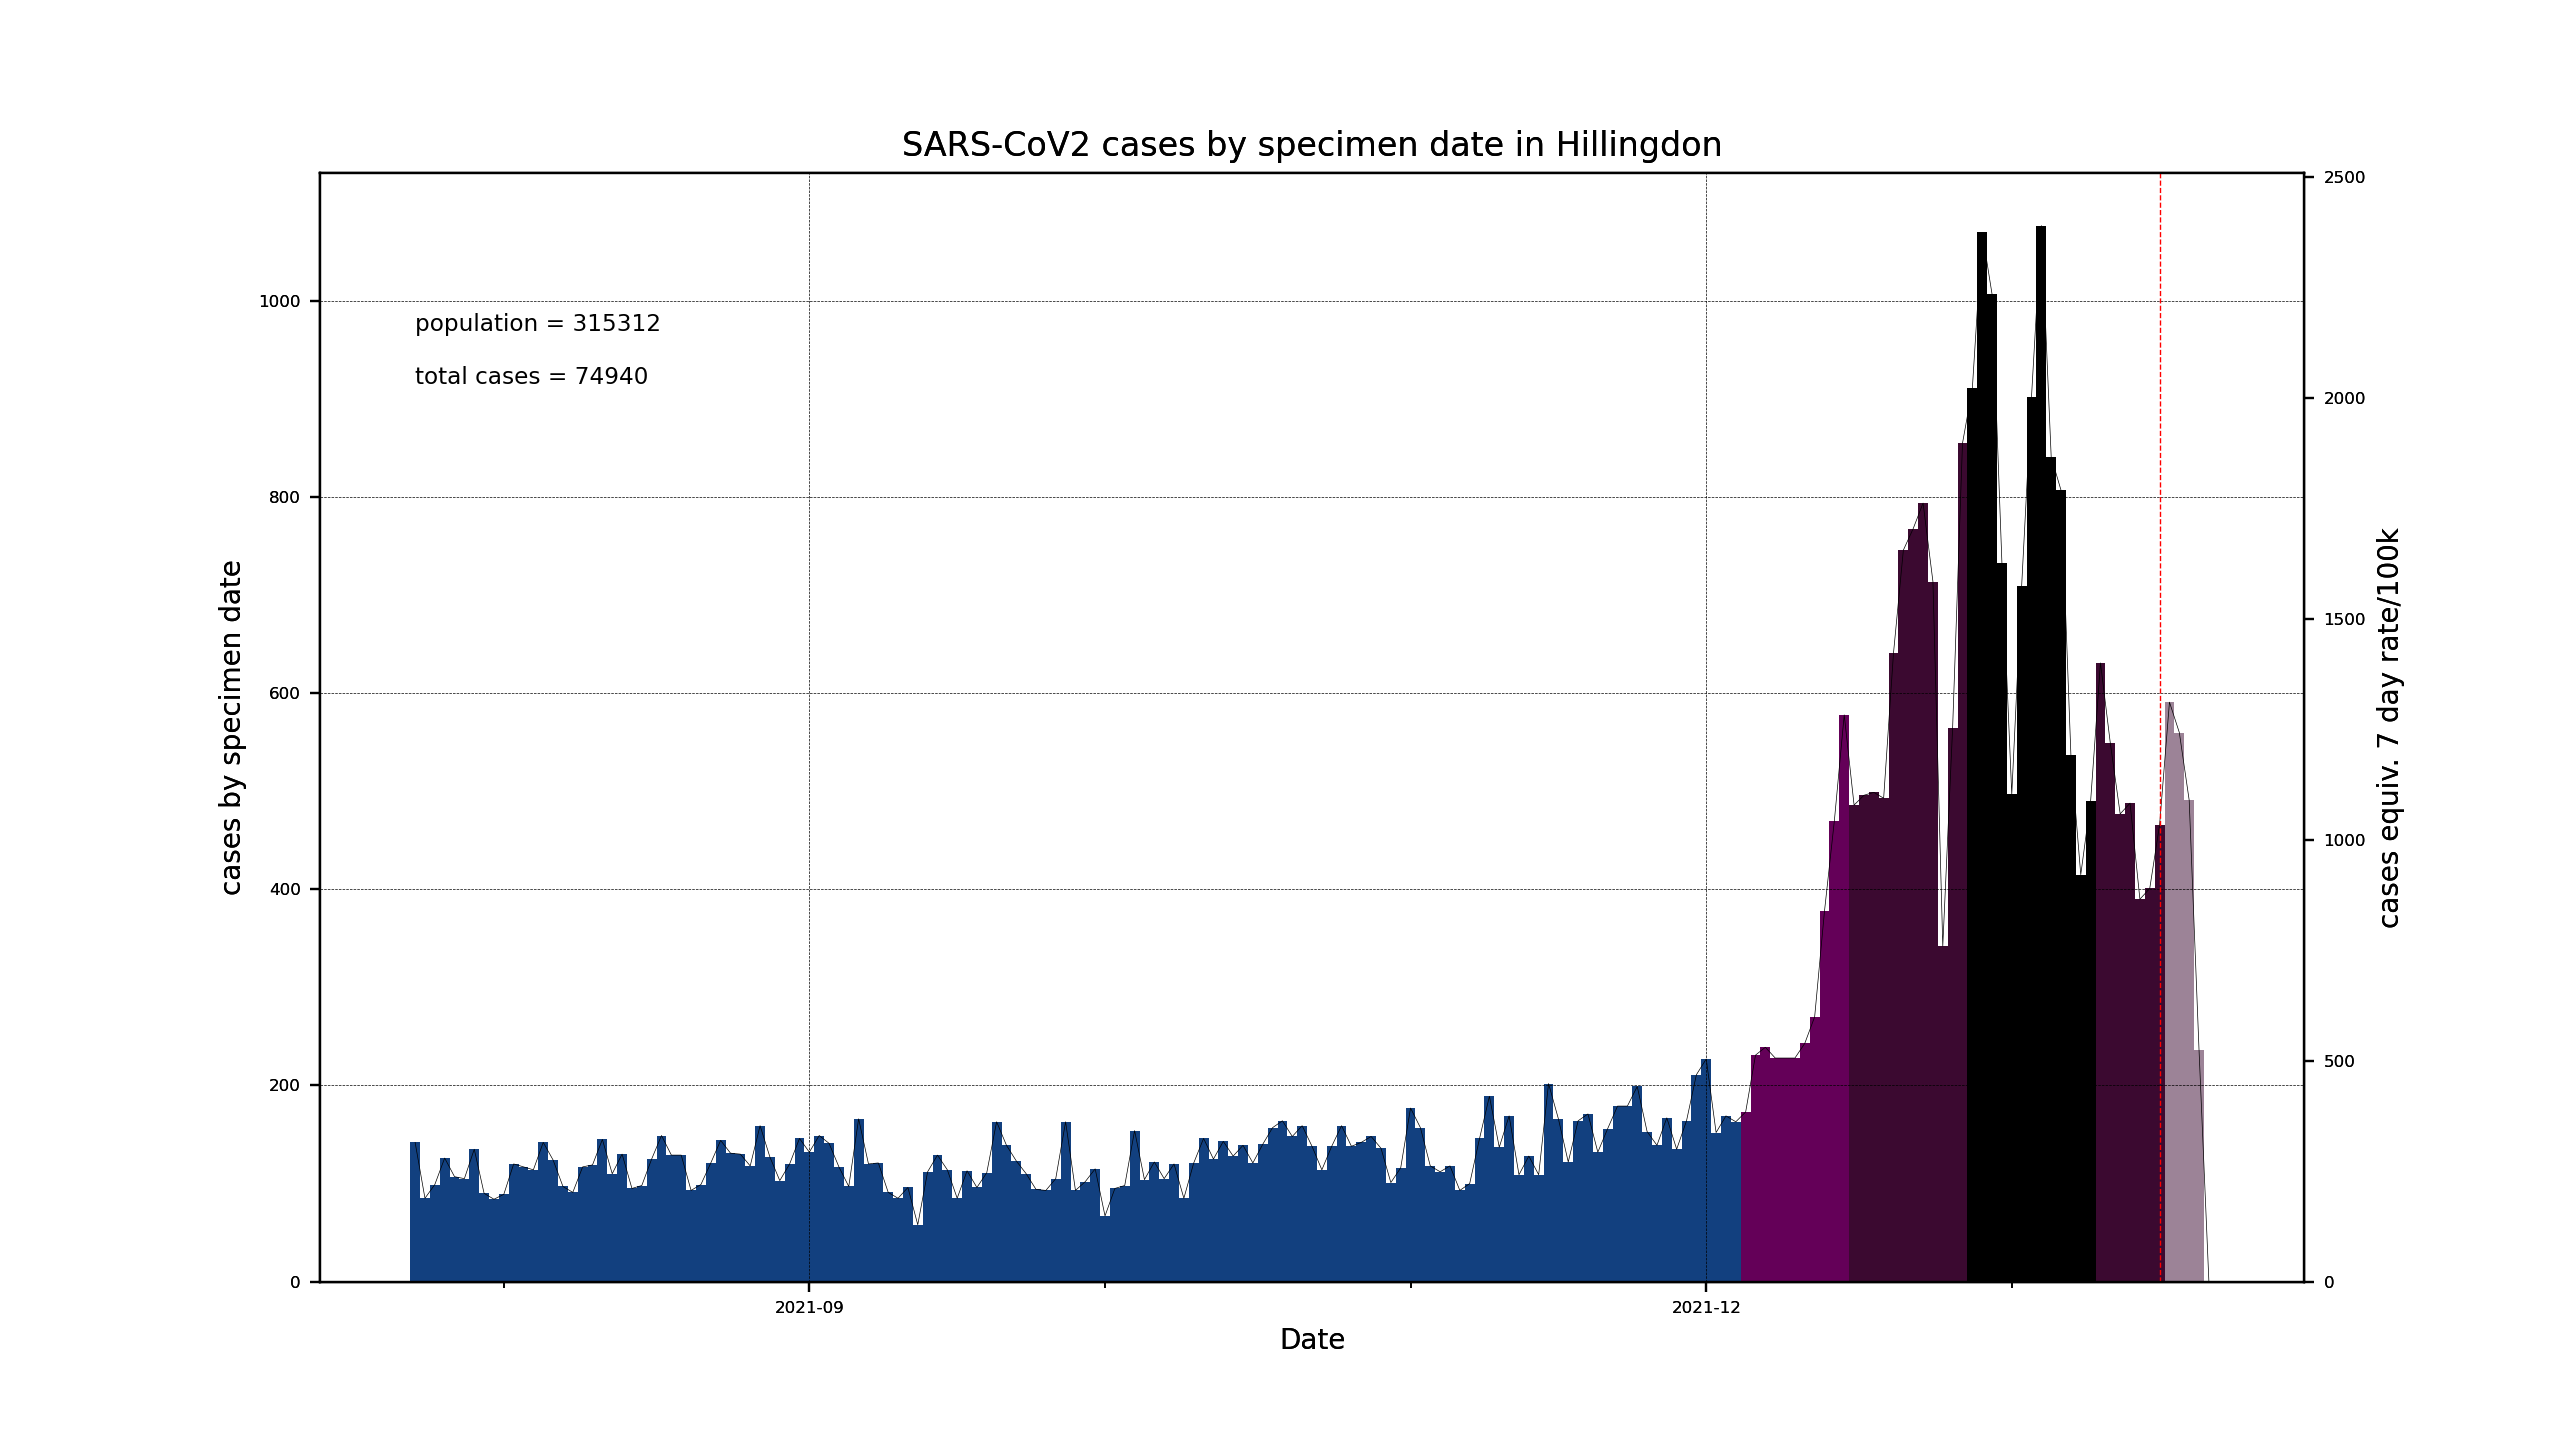 SARS-CoV2 cases by specimen date in Hillingdon
population = 315312
total cases = 74940
cases by specimen date
1000
800
600
400
200
0
2500
2000
1500
1000
500
0
cases equiv. 7 day rate/100k
2021-09
2021-12
Date